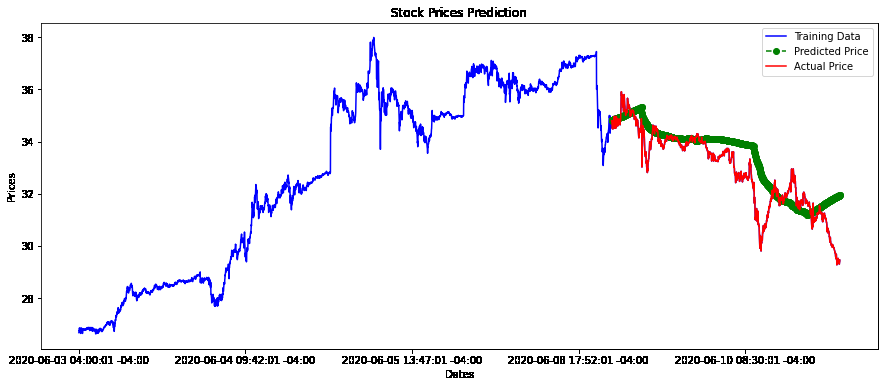 Stock Prices Prediction
Training Data
Predicted Price
Actual Price
38
36
34
32
30
28
Prices
2020-06-03 04:00:01 -04:00
2020-06-04 09:42:01 -04:00
2020-06-05 13:47:01 -04:00
2020-06-08 17:52:01 -04:00
2020-06-10 08:30:01 -04:00
Dates